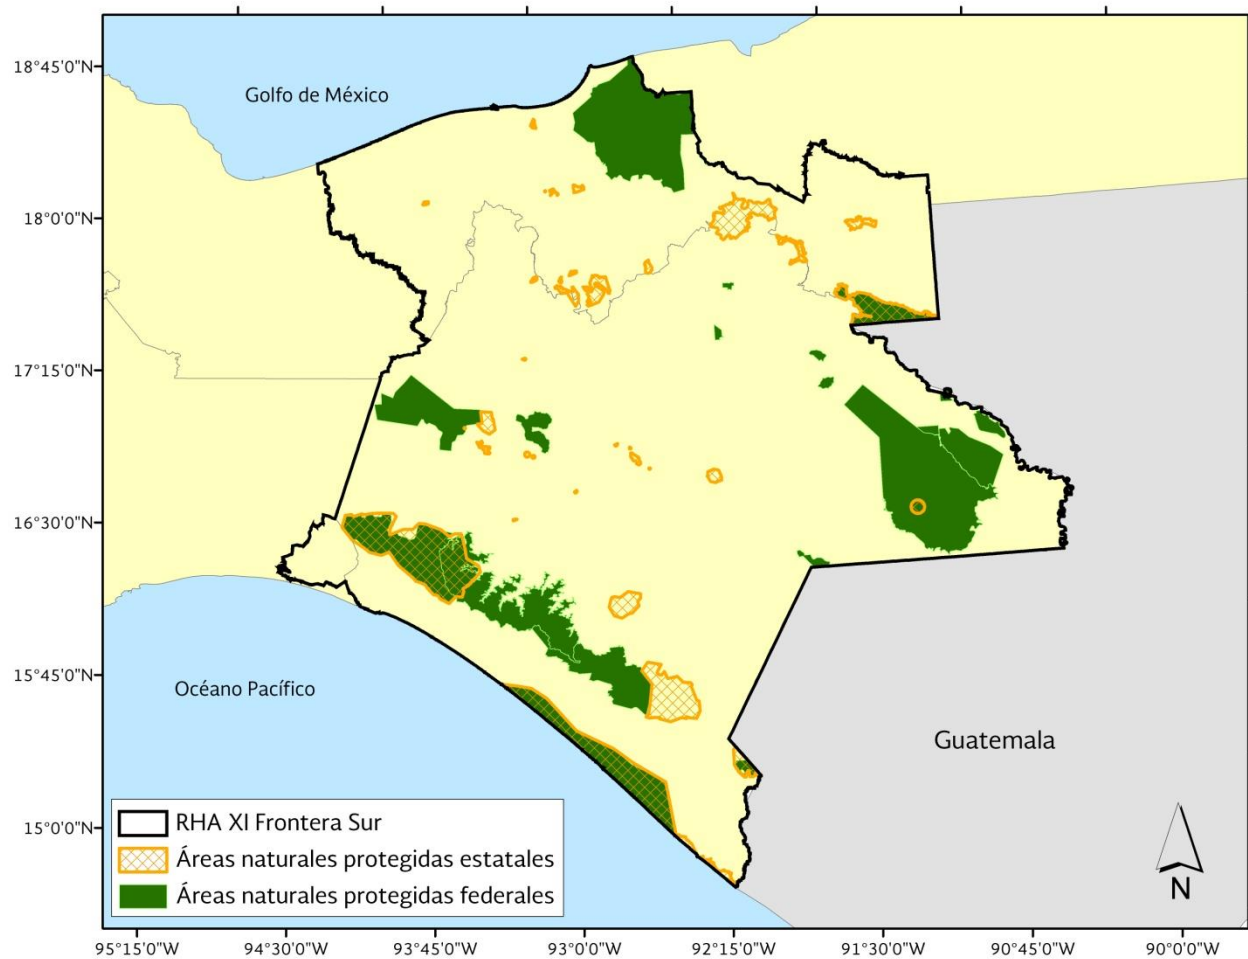 18°45'0"N
Golfo de México
18°0'0"N
17°15'0"N
16°30'0"N
15°45'0"N
Océano Pacífico
Guatemala
15°0'0"N
RHA XI Frontera Sur
Áreas naturales protegidas estatales
Áreas naturales protegidas federales
N
95°15'0"W 94°30'0"W 93°45'0"W 93°0'0"W 92°15'0"W 91°30'0"W 90°45'0"W 90°0'0"W